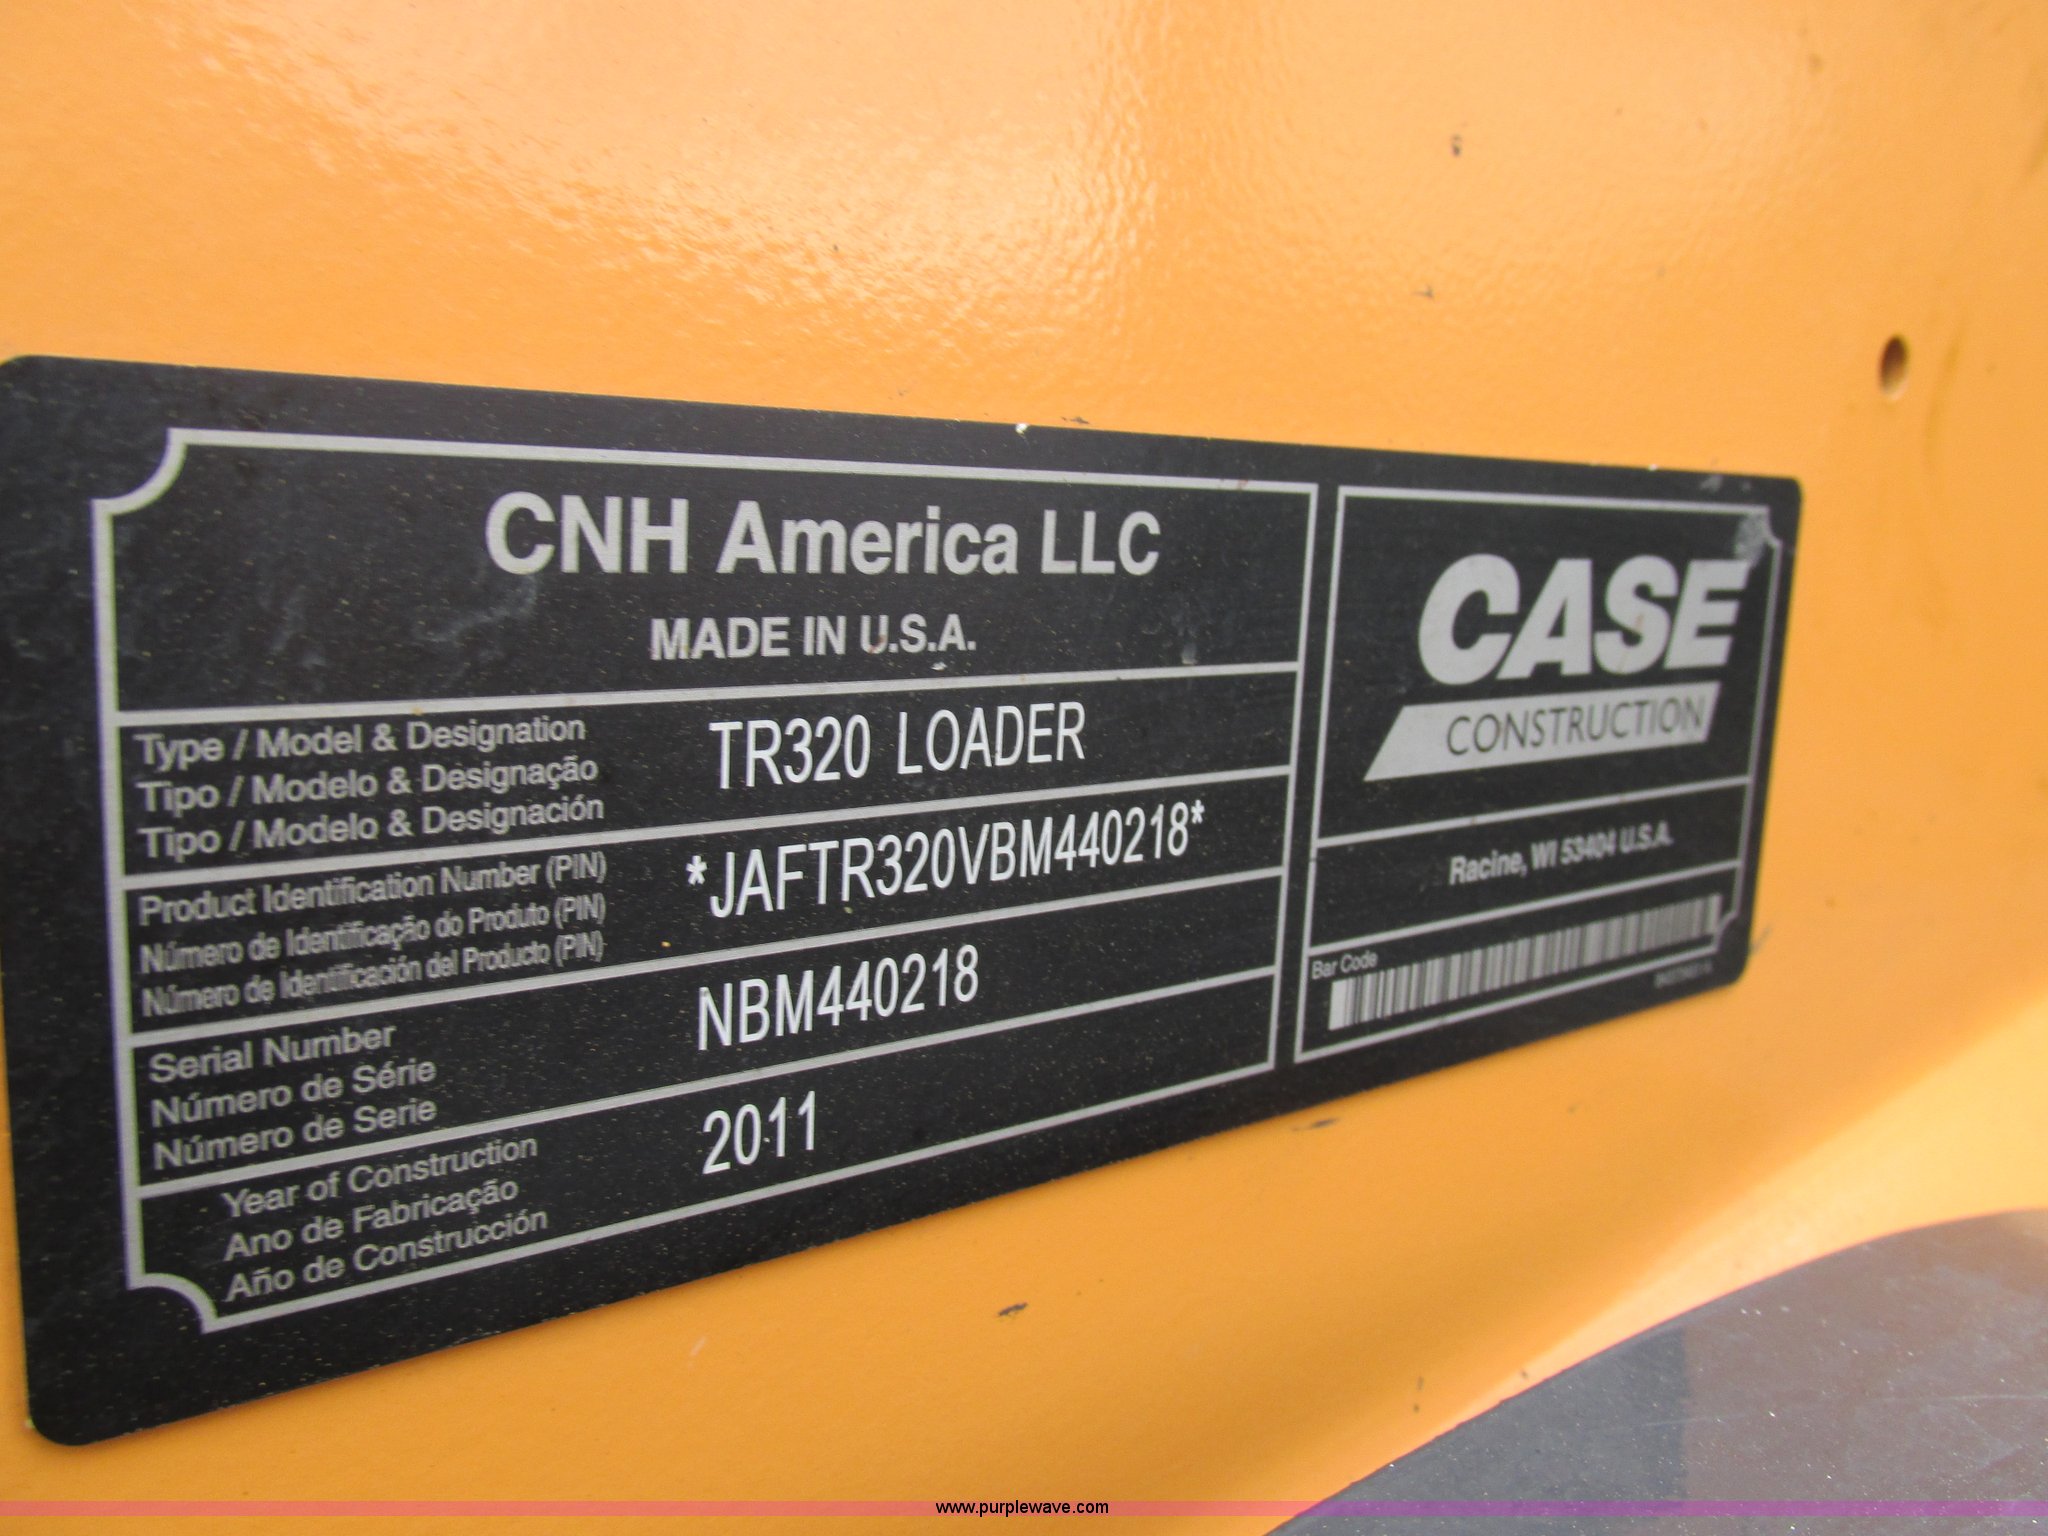 CNH America LLC
MADE IN U.S.A.
Type / Model & Designation
Tipo / Modelo & Designação
Tipo / Modelo & Designación
TR320 LOADER
Product Identification Number (PIN)
Número de Identificação do Produto (PIN)
Número de Identificación del Producto (PIN)
*JAFTR320VBM440218*
Serial Number
Número de Série
Número de Serie
NBM440218
Year of Construction
Ano de Fabricação
Año de Construcción
2011
CASE
CONSTRUCTION
Racine, WI 53404 U.S.A.
Bar Code
www.purplewave.com